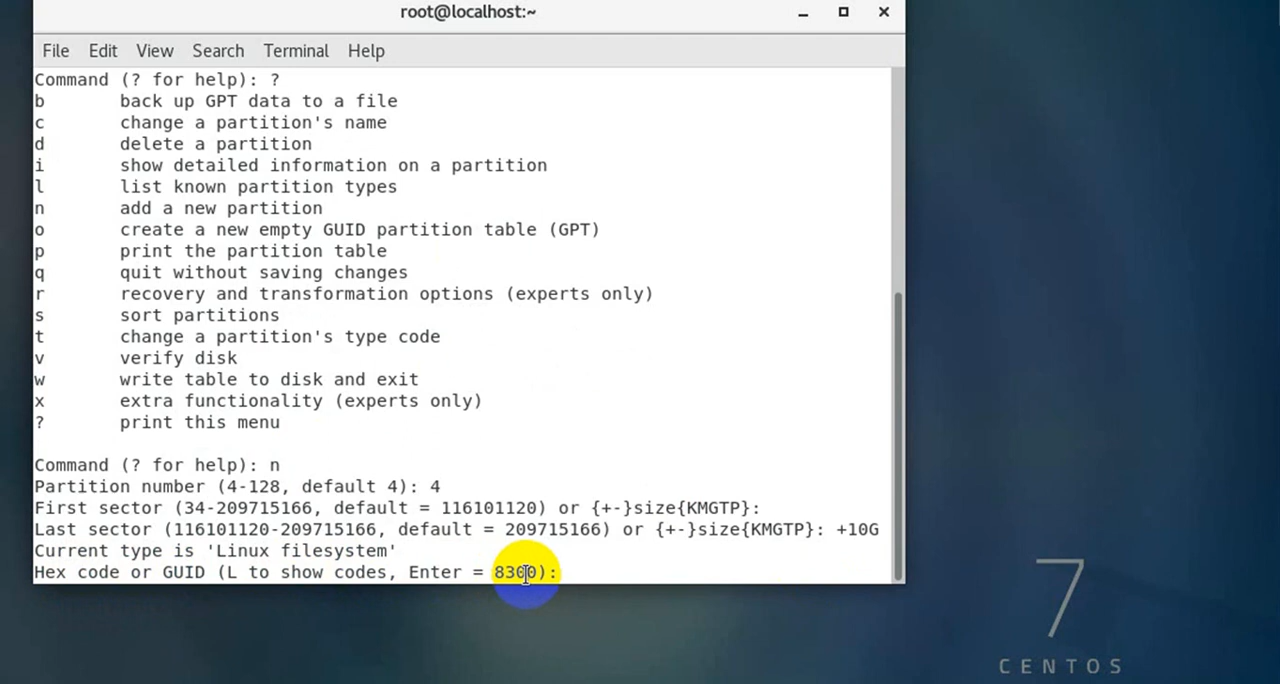 root@localhost:~
File Edit View Search Terminal Help
Command (? for help): ?
b back up GPT data to a file
c change a partition's name
d delete a partition
i show detailed information on a partition
l list known partition types
n add a new partition
o create a new empty GUID partition table (GPT)
p print the partition table
q quit without saving changes
r recovery and transformation options (experts only)
s sort partitions
t change a partition's type code
v verify disk
w write table to disk and exit
x extra functionality (experts only)
? print this menu
Command (? for help): n
Partition number (4-128, default 4): 4
First sector (34-209715166, default = 116101120) or {+-}size{KMGTP}:
Last sector (116101120-209715166, default = 209715166) or {+-}size{KMGTP}: +10G
Current type is 'Linux filesystem'
Hex code or GUID (L to show codes, Enter = 8300):
7
CENTOS